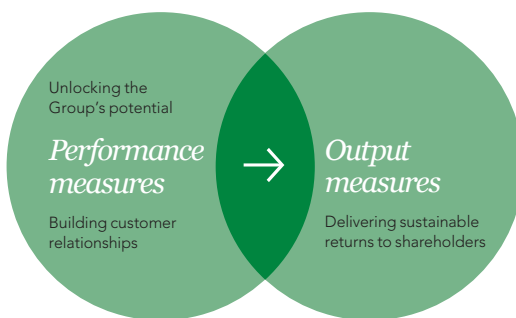 Unlocking the
Group’s potential
Performance
measures
Building customer
relationships
Output
measures
Delivering sustainable
returns to shareholders